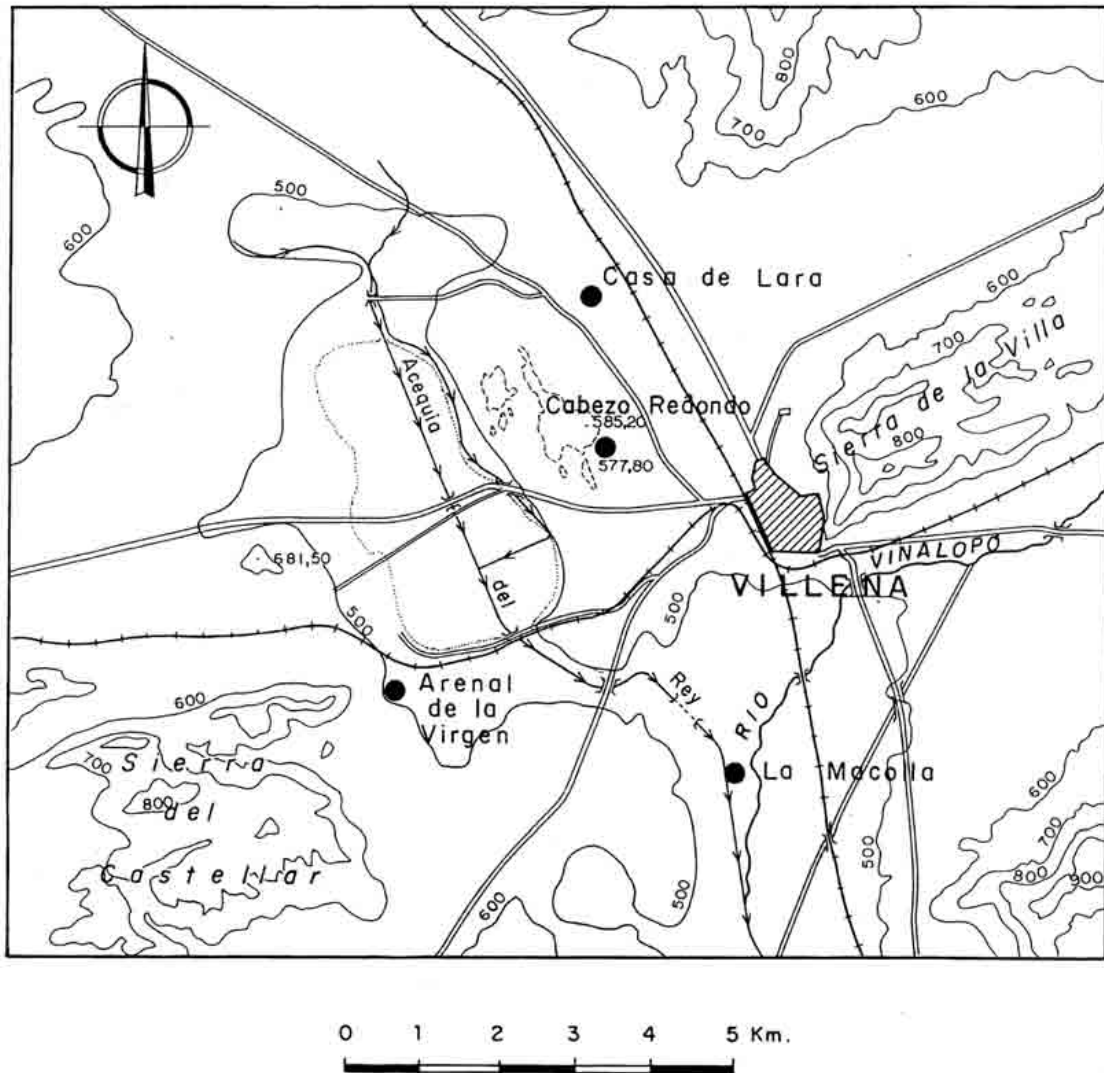 800
600
700
500
600
Casa de Lara
600
700
Sierra de la Villa
800
Acequia
Cabezo Redondo
585,20
577,80
681,50
VINALOPO
VILLENA
del
500
500
Rey
RIO
Arenal
de la
Virgen
600
700
Sierra
800
del
Castellar
La Macolla
600
700
800
900
500
500
600
0 1 2 3 4 5 Km.